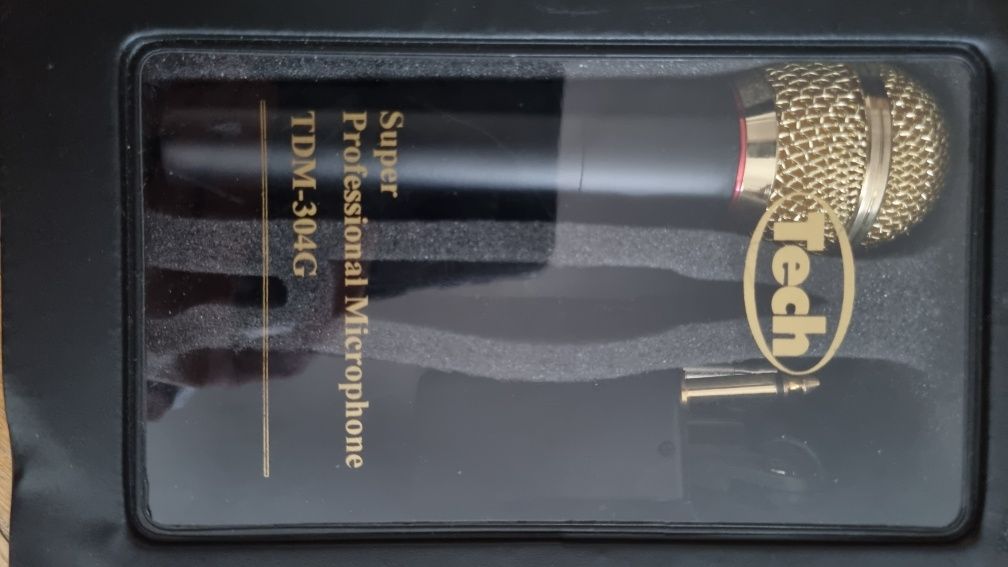 Tech
Super
Professional Microphone
TDM-304G